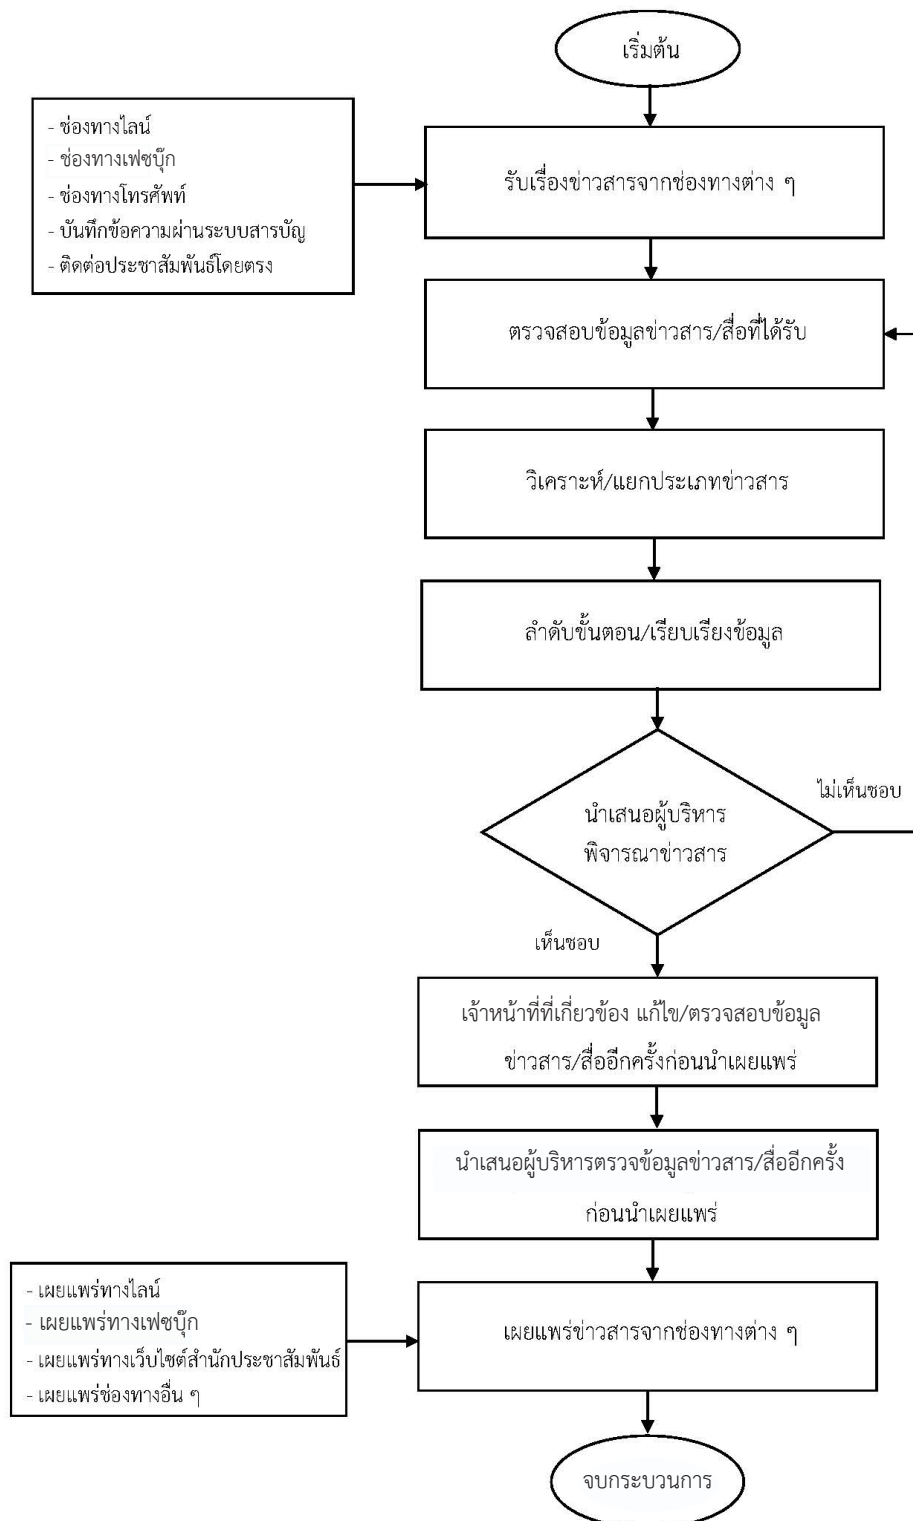 เริ่มต้น
- ช่องทางไลน์
- ช่องทางเฟซบุ๊ก
- ช่องทางโทรศัพท์
- บันทึกข้อความผ่านระบบสารบัญ
- ติดต่อประชาสัมพันธ์โดยตรง
รับเรื่องข่าวสารจากช่องทางต่าง ๆ
ตรวจสอบข้อมูลข่าวสาร/สื่อที่ได้รับ
วิเคราะห์/แยกประเภทข่าวสาร
ลำดับขั้นตอน/เรียบเรียงข้อมูล
นำเสนอผู้บริหาร
พิจารณาข่าวสาร
ไม่เห็นชอบ
เห็นชอบ
เจ้าหน้าที่ที่เกี่ยวข้อง แก้ไข/ตรวจสอบข้อมูล
ข่าวสาร/สื่ออีกครั้งก่อนนำเผยแพร่
นำเสนอผู้บริหารตรวจข้อมูลข่าวสาร/สื่ออีกครั้ง
ก่อนนำเผยแพร่
- เผยแพร่ทางไลน์
- เผยแพร่ทางเฟซบุ๊ก
- เผยแพร่ทางเว็บไซต์สำนักประชาสัมพันธ์
- เผยแพร่ช่องทางอื่น ๆ
เผยแพร่ข่าวสารจากช่องทางต่าง ๆ
จบกระบวนการ